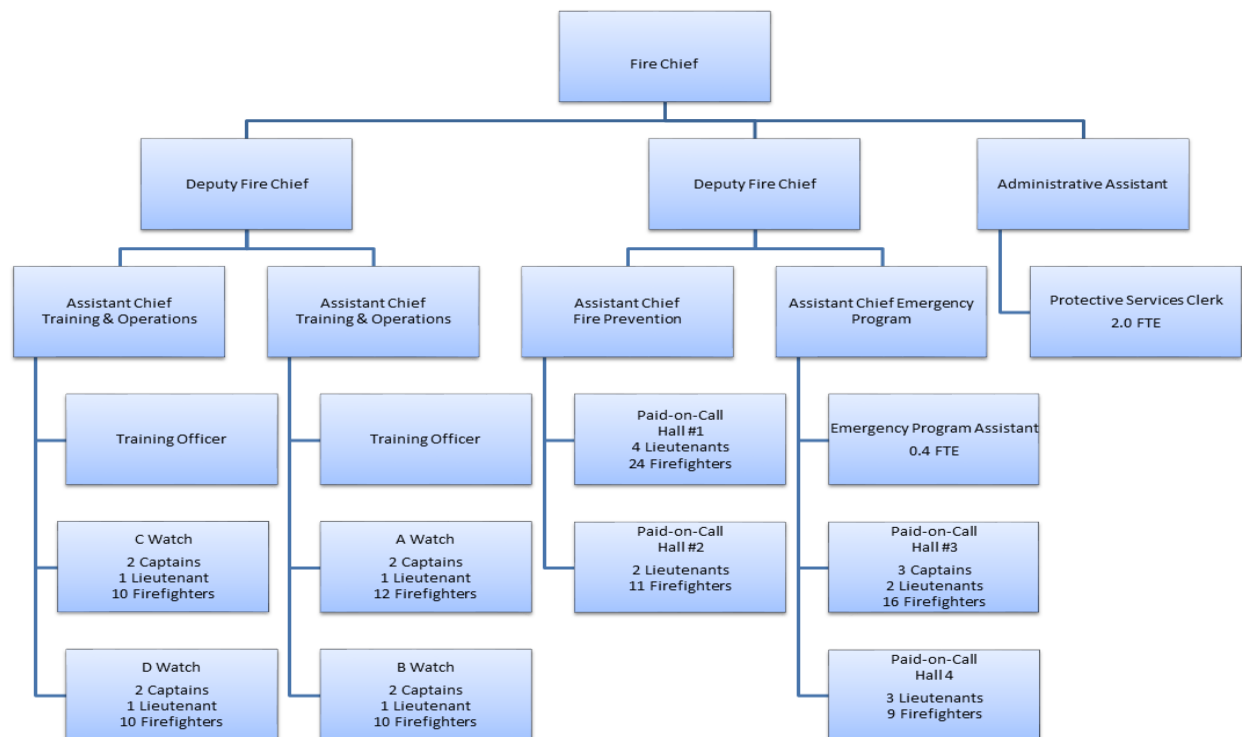 Fire Chief
Deputy Fire Chief
Deputy Fire Chief
Administrative Assistant
Assistant Chief
Training & Operations
Assistant Chief
Training & Operations
Assistant Chief
Fire Prevention
Assistant Chief Emergency
Program
Protective Services Clerk
2.0 FTE
Training Officer
Training Officer
Paid-on-Call
Hall #1
4 Lieutenants
24 Firefighters
Emergency Program Assistant
0.4 FTE
C Watch
2 Captains
1 Lieutenant
10 Firefighters
A Watch
2 Captains
1 Lieutenant
12 Firefighters
Paid-on-Call
Hall #2
2 Lieutenants
11 Firefighters
Paid-on-Call
Hall #3
3 Captains
2 Lieutenants
16 Firefighters
D Watch
2 Captains
1 Lieutenant
10 Firefighters
B Watch
2 Captains
1 Lieutenant
10 Firefighters
Paid-on-Call
Hall 4
3 Lieutenants
9 Firefighters